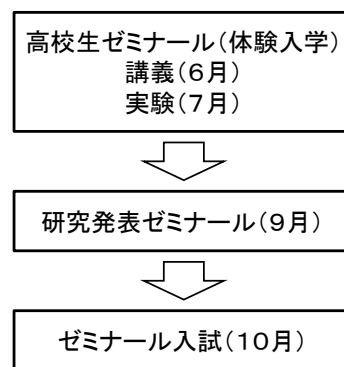 高校生ゼミナール(体験入学)
講義(6月)
実験(7月)
研究発表ゼミナール(9月)
ゼミナール入試(10月)